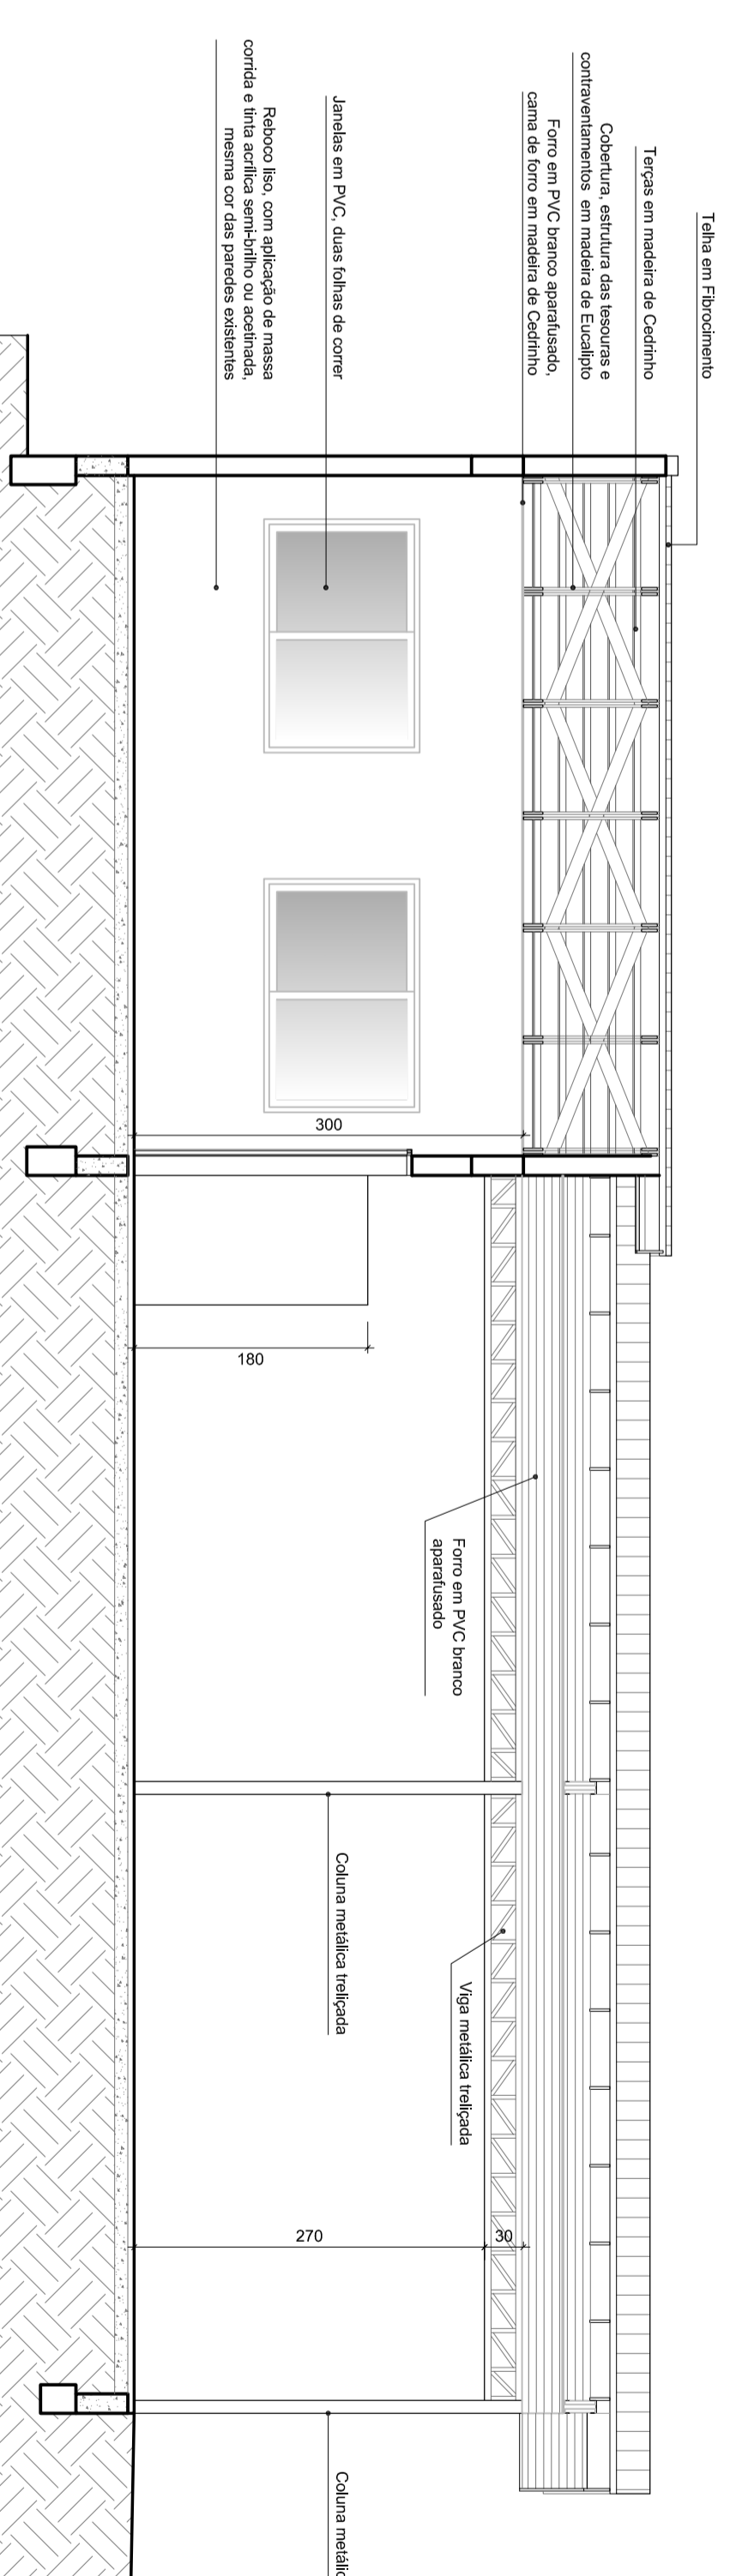 Telha em Fibrocimento
Terças em madeira de Cedrinho
Cobertura, estrutura das tesouras e
contraventamentos em madeira de Eucalipto
Forro em PVC branco aparafusado,
cama de forro em madeira de Cedrinho
Janelas em PVC, duas folhas de correr
Reboco liso, com aplicação de massa
corrida e tinta acrílica semi-brilho ou acetinada,
mesma cor das paredes existentes
300
180
Forro em PVC branco
aparafusado
Coluna metálica treliçada
Viga metálica treliçada
270
30
Coluna metálic